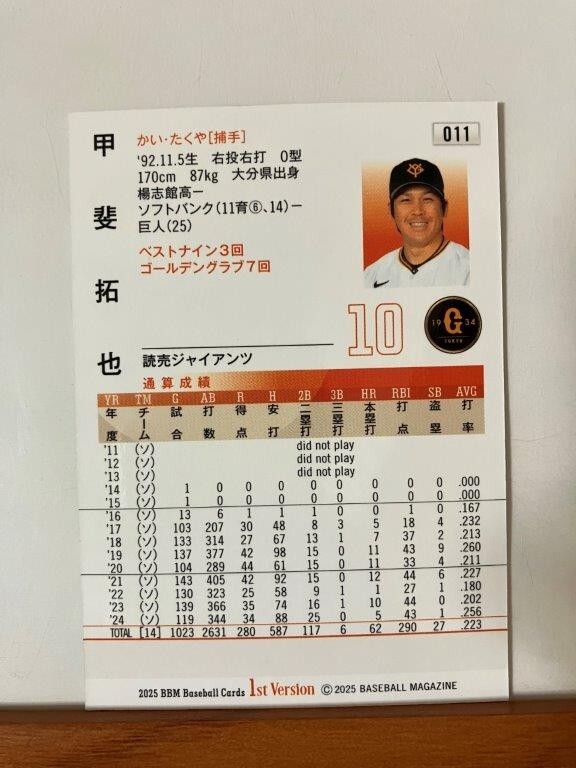 甲斐拓也
011
かい・たくや[捕手]
'92.11.5生 右投右打 O型
170cm 87kg 大分県出身
楊志館高ー
ソフトバンク(11育⑥、14)ー
巨人(25)
ベストナイン3回
ゴールデングラブ7回
10
19 G 34
TOKYO
読売ジャイアンツ
通算成績
YR TM G AB R H 2B 3B HR RBI SB AVG
年度 チーム 試合 打数 得点 安打 二塁打 三塁打 本塁打 打点 盗塁 打率
'11 (ソ) did not play
'12 (ソ) did not play
'13 (ソ) did not play
'14 (ソ) 1 0 0 0 0 0 0 0 0 .000
'15 (ソ) 1 0 0 0 0 0 0 0 0 .000
'16 (ソ) 13 6 1 1 1 0 0 1 0 .167
'17 (ソ) 103 207 30 48 8 3 5 18 4 .232
'18 (ソ) 133 314 27 67 13 1 7 37 2 .213
'19 (ソ) 137 377 42 98 15 0 11 43 9 .260
'20 (ソ) 104 289 44 61 15 0 11 33 4 .211
'21 (ソ) 143 405 42 92 15 0 12 44 6 .227
'22 (ソ) 130 323 25 58 9 1 1 27 1 .180
'23 (ソ) 139 366 35 74 16 1 10 44 0 .202
'24 (ソ) 119 344 34 88 25 0 5 43 1 .256
TOTAL [14] 1023 2631 280 587 117 6 62 290 27 .223
2025 BBM Baseball Cards 1st Version © 2025 BASEBALL MAGAZINE